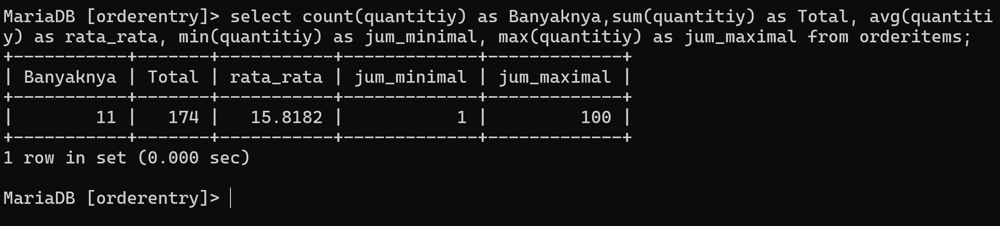 MariaDB [orderentry]> select count(quantitiy) as Banyaknya,sum(quantitiy) as Total, avg(quantiti
y) as rata_rata, min(quantitiy) as jum_minimal, max(quantitiy) as jum_maximal from orderitems;
+-----------+-------+-----------+-------------+-------------+
| Banyaknya | Total | rata_rata | jum_minimal | jum_maximal |
+-----------+-------+-----------+-------------+-------------+
|        11 |   174 |   15.8182 |           1 |         100 |
+-----------+-------+-----------+-------------+-------------+
1 row in set (0.000 sec)

MariaDB [orderentry]>